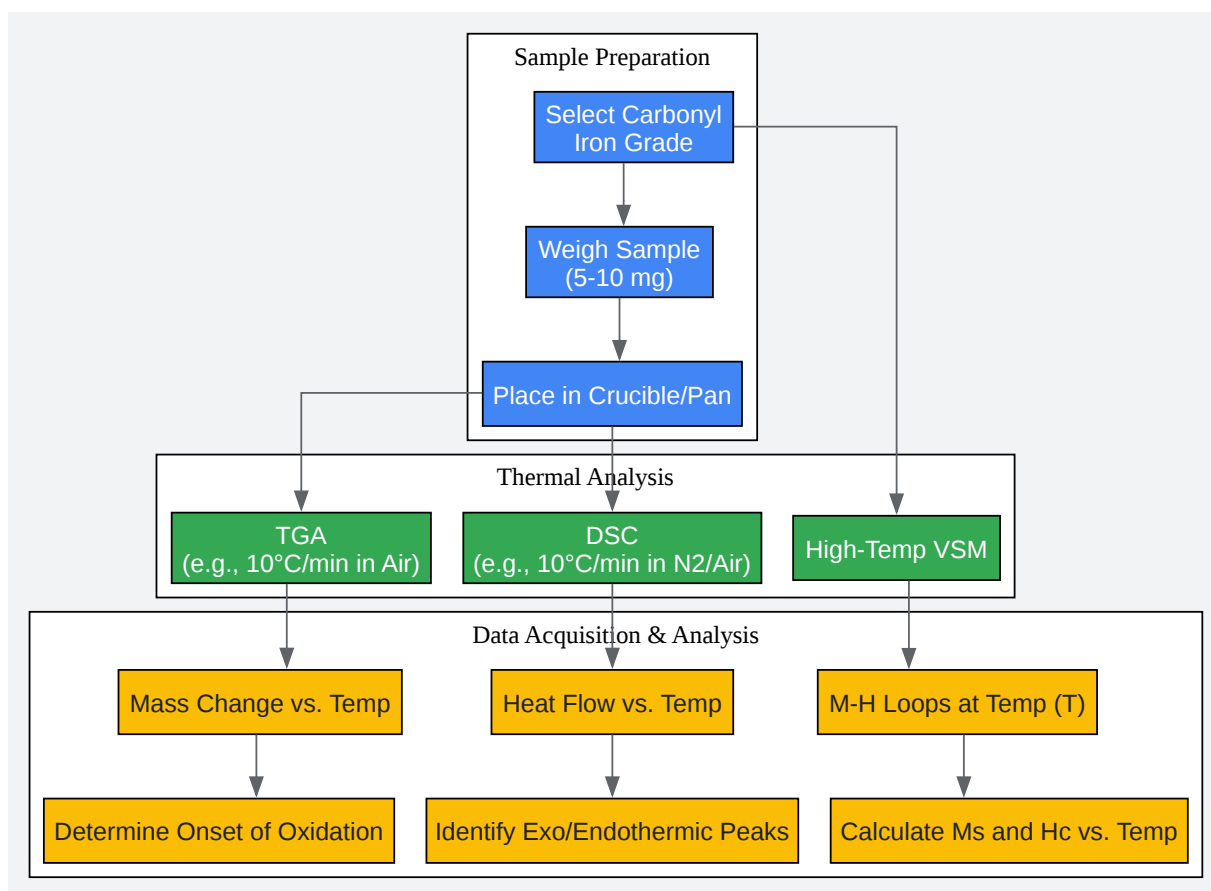 Sample Preparation
Select Carbonyl
Iron Grade
Weigh Sample
(5-10 mg)
Place in Crucible/Pan
Thermal Analysis
TGA
(e.g., 10°C/min in Air)
DSC
(e.g., 10°C/min in N2/Air)
High-Temp VSM
Data Acquisition & Analysis
Mass Change vs. Temp
Heat Flow vs. Temp
M-H Loops at Temp (T)
Determine Onset of Oxidation
Identify Exo/Endothermic Peaks
Calculate Ms and Hc vs. Temp